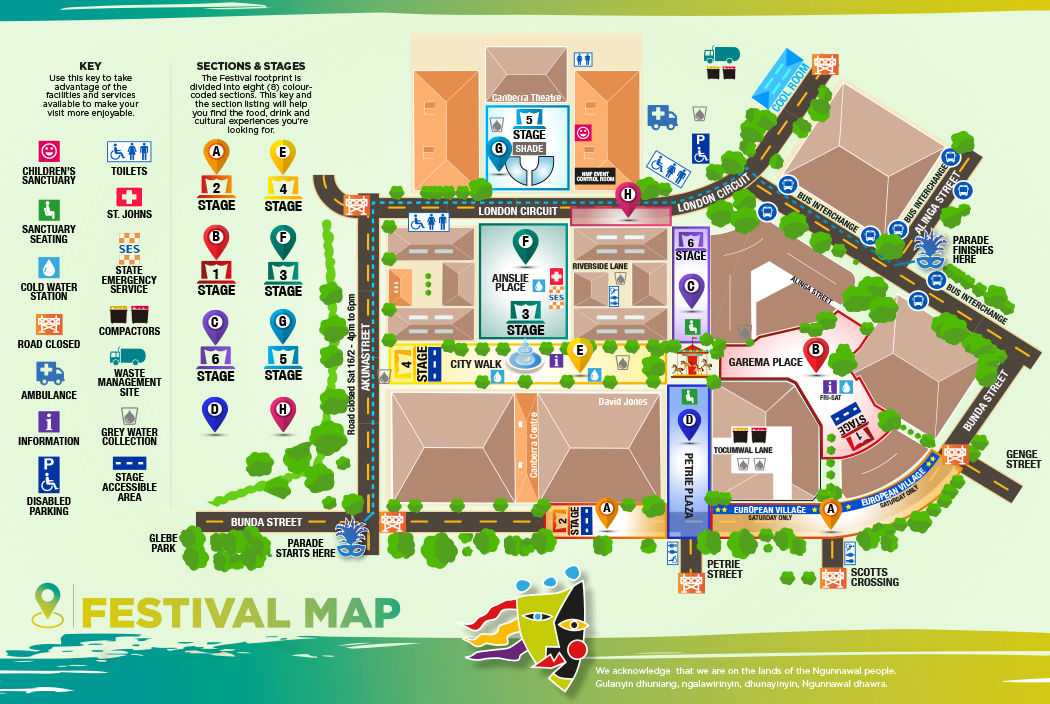 KEY
Use this key to take
advantage of the
facilities and services
available to make your
visit more enjoyable.
CHILDREN'S
SANCTUARY
TOILETS
SANCTUARY
SEATING
ST. JOHNS
COLD WATER
STATION
SES
STATE
EMERGENCY
SERVICE
ROAD CLOSED
COMPACTORS
AMBULANCE
WASTE
MANAGEMENT
SITE
i
INFORMATION
GREY WATER
COLLECTION
P
DISABLED
PARKING
STAGE
ACCESSIBLE
AREA
SECTIONS & STAGES
The Festival footprint is
divided into eight (8) colour-
coded sections. This key and
the section listing will help
you find the food, drink and
cultural experiences you're
looking for.
A
2
STAGE
E
4
STAGE
B
1
STAGE
F
3
STAGE
C
6
STAGE
G
5
STAGE
D
H
Canberra Theatre
5
STAGE
G
SHADE
NMF EVENT
CONTROL ROOM
P
COOL ROOM
H
LONDON CIRCUIT
LONDON CIRCUIT
BUS INTERCHANGE
BUS INTERCHANGE
ALINGA STREET
PARADE
FINISHES
HERE
BUS INTERCHANGE
F
AINSLIE
PLACE
SES
3
STAGE
RIVERSIDE LANE
6
STAGE
C
ALINGA STREET
Road closed Sat 16/2 - 4pm to 6pm
AKUNA STREET
4
STAGE
CITY WALK
i
E
GAREMA PLACE
B
i
FRI-SAT
1
STAGE
BUNDA STREET
GENGE
STREET
Canberra Centre
David Jones
D
PETRIE PLAZA
TOCUMWAL LANE
EUROPEAN VILLAGE
SATURDAY ONLY
A
EUROPEAN VILLAGE
SATURDAY ONLY
BUNDA STREET
GLEBE
PARK
PARADE
STARTS HERE
2
STAGE
A
PETRIE
STREET
SCOTTS
CROSSING
FESTIVAL MAP
We acknowledge that we are on the lands of the Ngunnawal people.
Gulanyin dhuniang, ngalawirinyin, dhunayinyin, Ngunnawal dhawra.